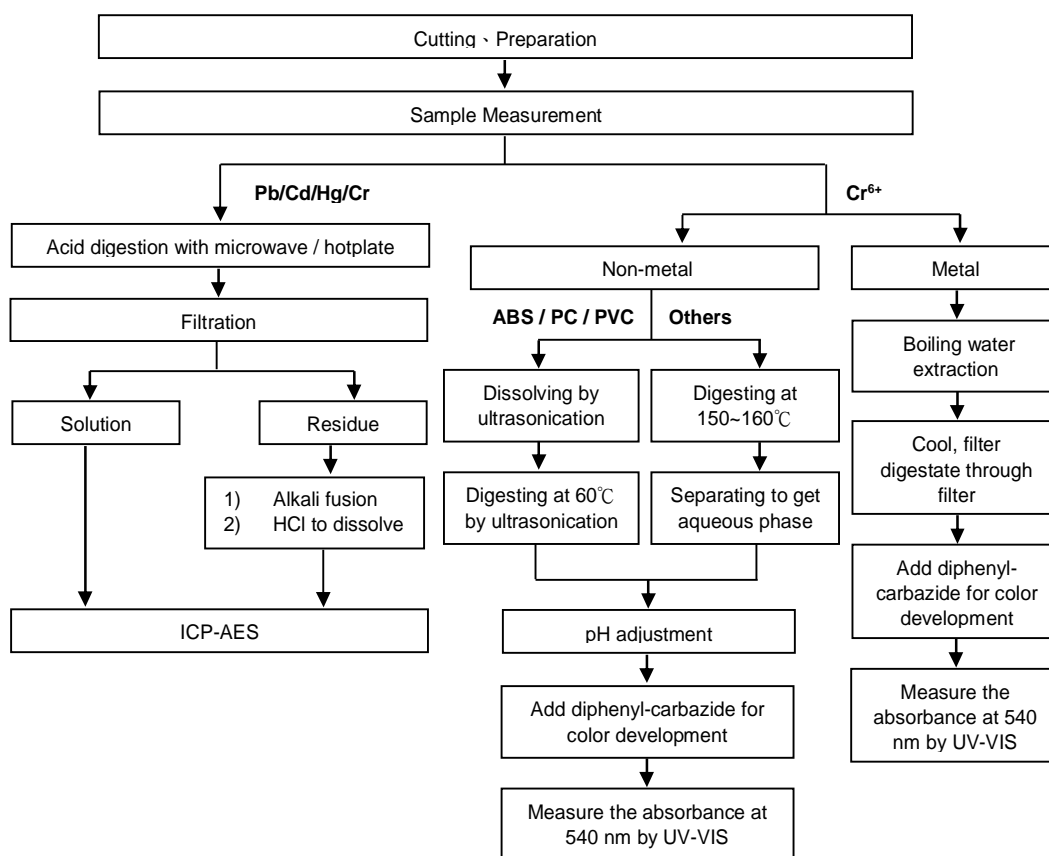 Cutting、Preparation
Sample Measurement
Pb/Cd/Hg/Cr
Cr⁶⁺
Acid digestion with microwave / hotplate
Non-metal
Metal
Filtration
ABS / PC / PVC
Others
Boiling water
extraction
Solution
Residue
Dissolving by
ultrasonication
Digesting at
150~160℃
Cool, filter
digestate through
filter
1) Alkali fusion
2) HCl to dissolve
Digesting at 60℃
by ultrasonication
Separating to get
aqueous phase
Add diphenyl-
carbazide for color
development
ICP-AES
pH adjustment
Measure the
absorbance at 540
nm by UV-VIS
Add diphenyl-carbazide for
color development
Measure the absorbance at
540 nm by UV-VIS